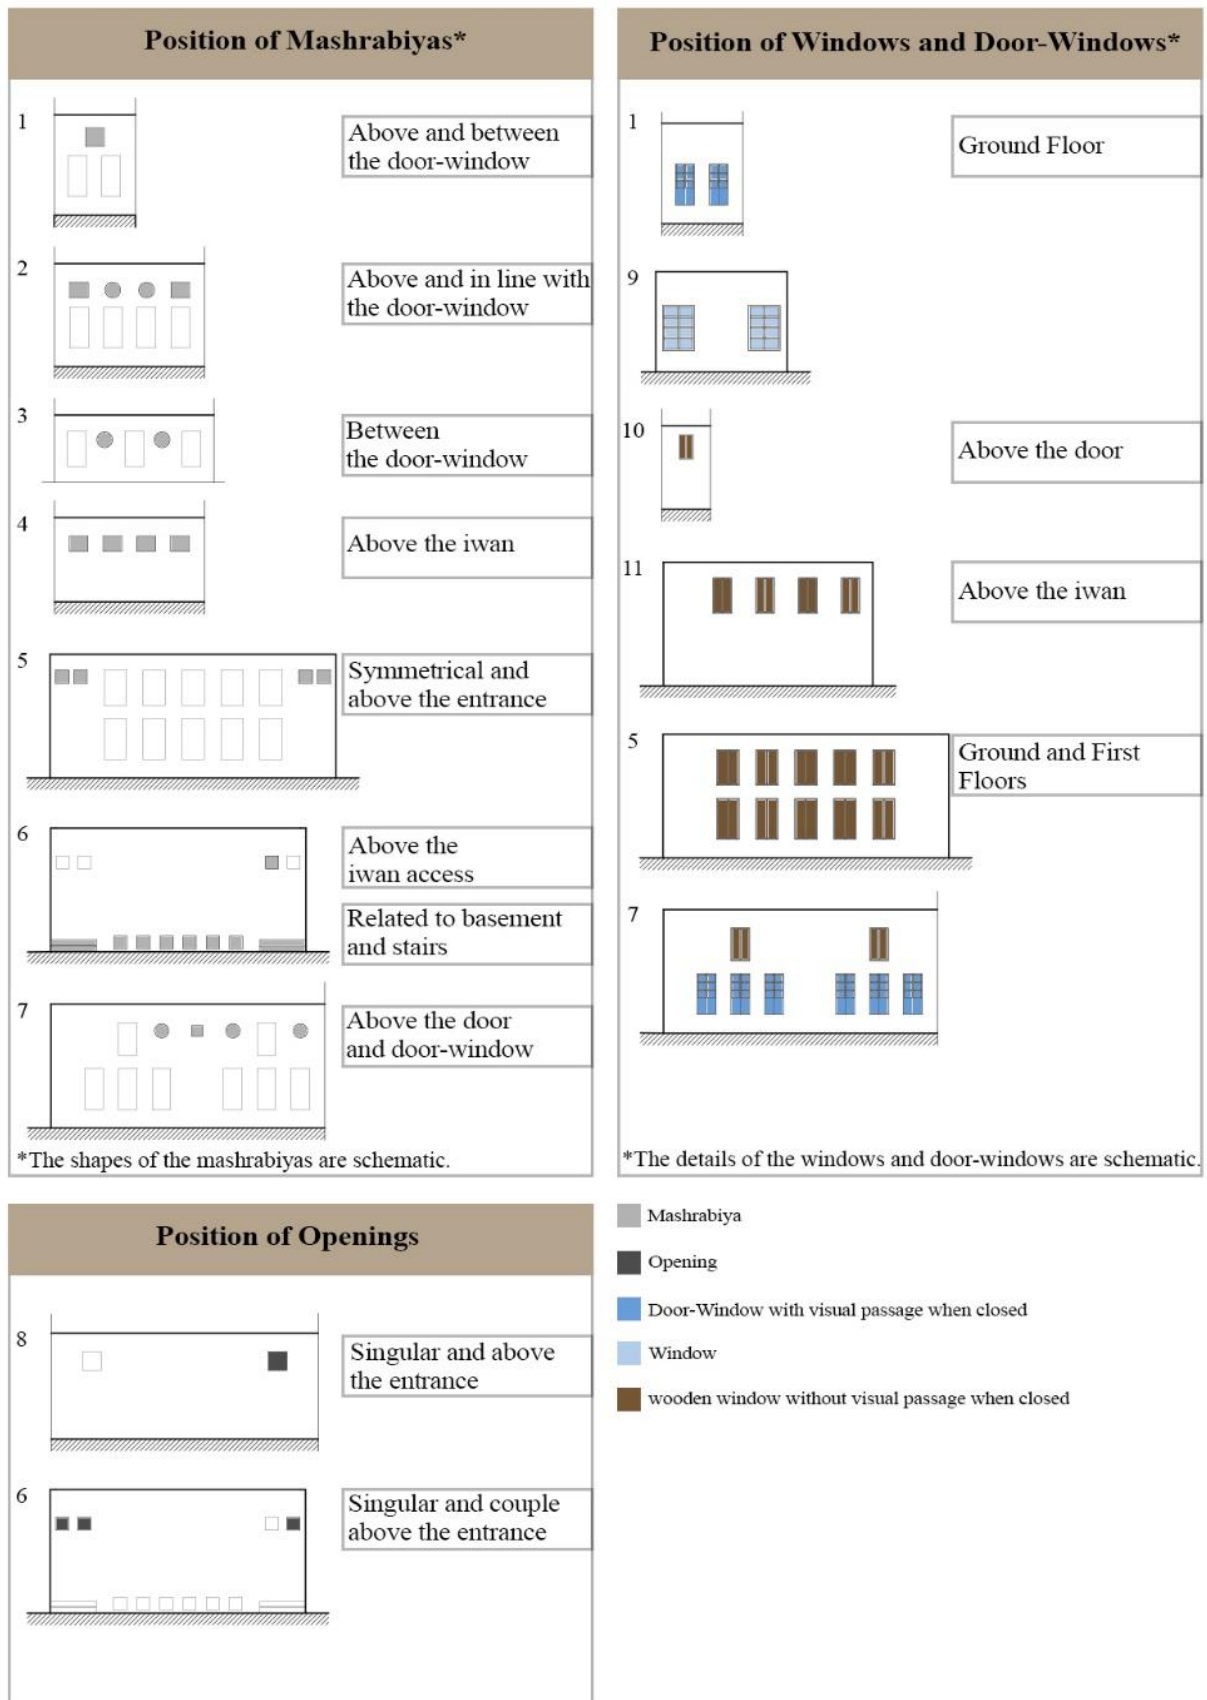 Position of Mashrabiyas*
1
Above and between
the door-window
2
Above and in line with
the door-window
3
Between
the door-window
4
Above the iwan
5
Symmetrical and
above the entrance
6
Above the
iwan access
Related to basement
and stairs
7
Above the door
and door-window
*The shapes of the mashrabiyas are schematic.
Position of Windows and Door-Windows*
1
Ground Floor
9
10
Above the door
11
Above the iwan
5
Ground and First
Floors
7
*The details of the windows and door-windows are schematic.
Position of Openings
8
Singular and above
the entrance
6
Singular and couple
above the entrance
Mashrabiya
Opening
Door-Window with visual passage when closed
Window
wooden window without visual passage when closed